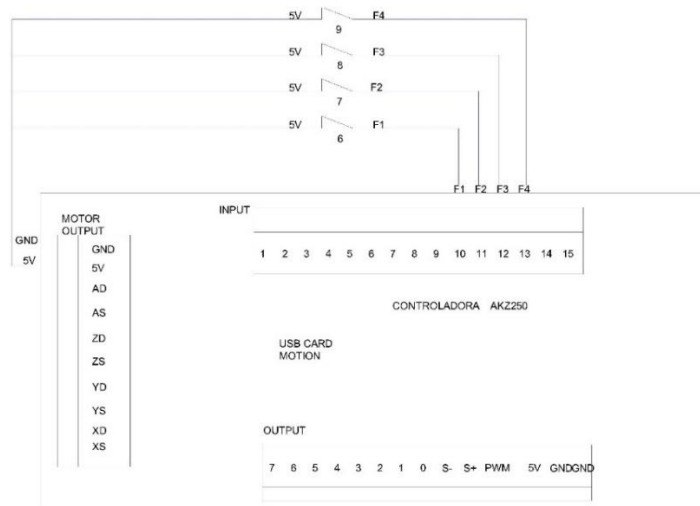 5V F4
9
5V F3
8
5V F2
7
5V F1
6
F1 F2 F3 F4
INPUT
MOTOR
OUTPUT
GND
5V
GND
5V
AD
AS
ZD
ZS
YD
YS
XD
XS
1 2 3 4 5 6 7 8 9 10 11 12 13 14 15
CONTROLADORA AKZ250
USB CARD
MOTION
OUTPUT
7 6 5 4 3 2 1 0 S- S+ PWM 5V GNDGND